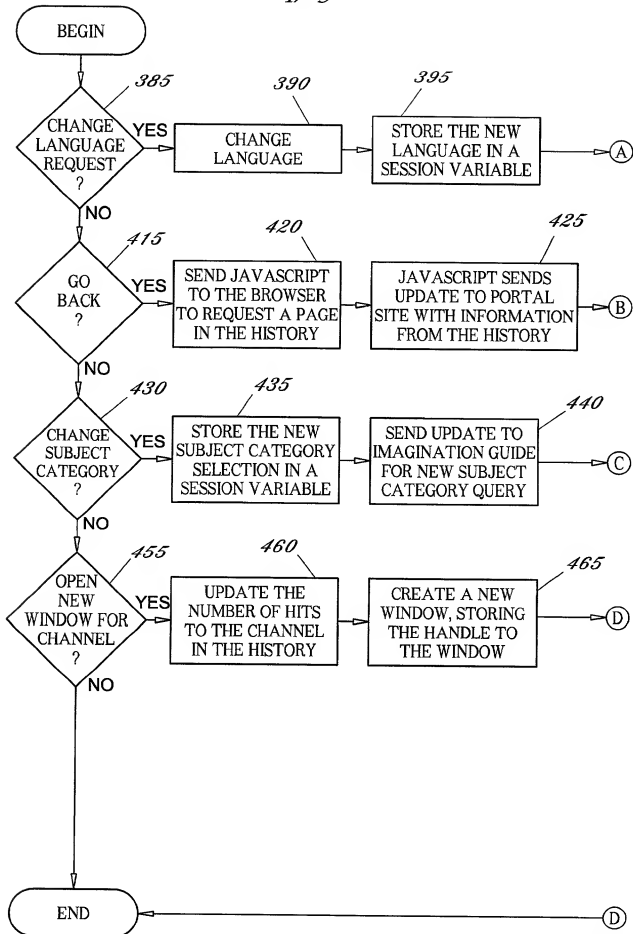 BEGIN
385
390
395
CHANGE
LANGUAGE
REQUEST
?
YES
CHANGE
LANGUAGE
STORE THE NEW
LANGUAGE IN A
SESSION VARIABLE
A
NO
415
420
425
GO
BACK
?
YES
SEND JAVASCRIPT
TO THE BROWSER
TO REQUEST A PAGE
IN THE HISTORY
JAVASCRIPT SENDS
UPDATE TO PORTAL
SITE WITH INFORMATION
FROM THE HISTORY
B
NO
430
435
440
CHANGE
SUBJECT
CATEGORY
?
YES
STORE THE NEW
SUBJECT CATEGORY
SELECTION IN A
SESSION VARIABLE
SEND UPDATE TO
IMAGINATION GUIDE
FOR NEW SUBJECT
CATEGORY QUERY
C
NO
455
460
465
OPEN
NEW
WINDOW FOR
CHANNEL
?
YES
UPDATE THE
NUMBER OF HITS
TO THE CHANNEL
IN THE HISTORY
CREATE A NEW
WINDOW, STORING
THE HANDLE TO
THE WINDOW
D
NO
END
D